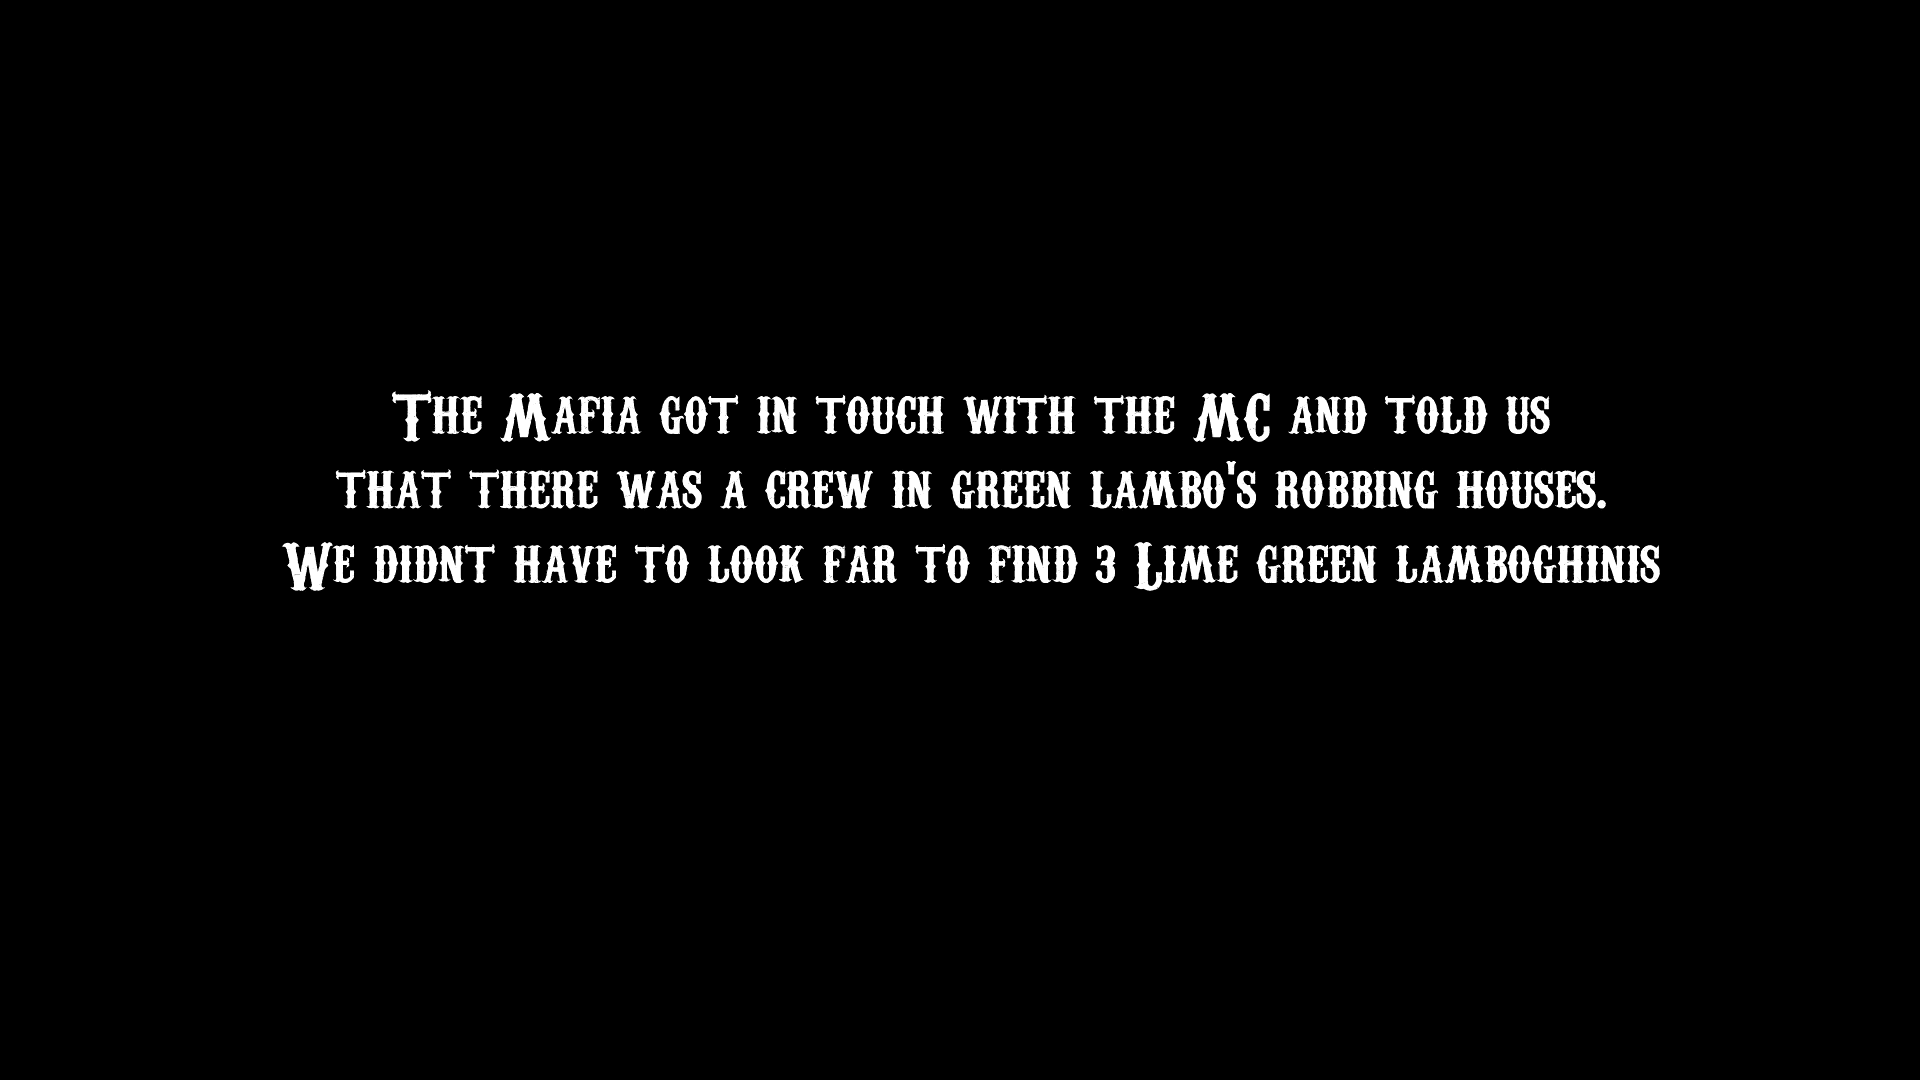 The Mafia got in touch with the MC and told us
that there was a crew in green lambo's robbing houses.
We didnt have to look far to find 3 Lime green lamboghinis